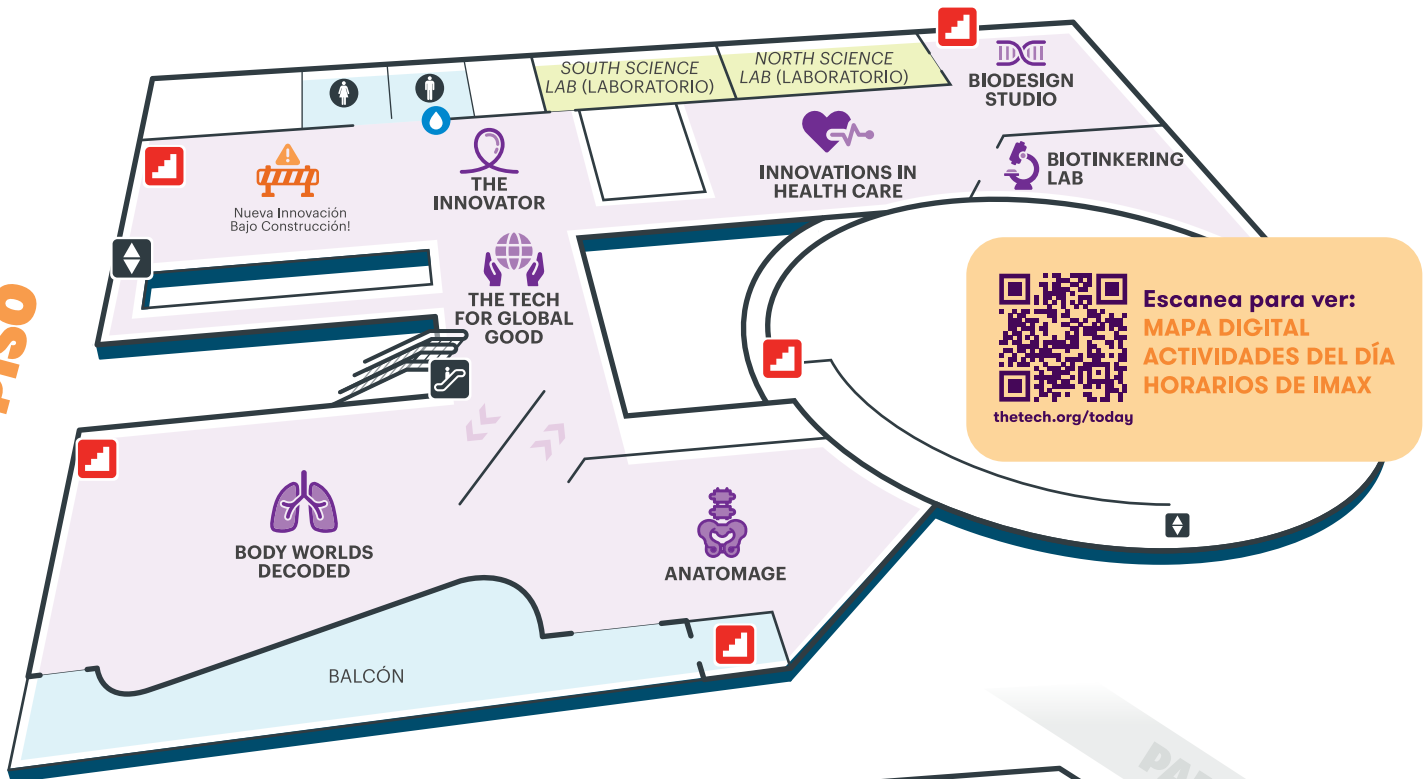 SOUTH SCIENCE
LAB (LABORATORIO)
NORTH SCIENCE
LAB (LABORATORIO)
BIODESIGN
STUDIO
THE
INNOVATOR
INNOVATIONS IN
HEALTH CARE
BIOTINKERING
LAB
Nueva Innovación
Bajo Construcción!
THE TECH
FOR GLOBAL
GOOD
PISO
Escanea para ver:
MAPA DIGITAL
ACTIVIDADES DEL DÍA
HORARIOS DE IMAX
thetech.org/today
BODY WORLDS
DECODED
ANATOMAGE
BALCÓN